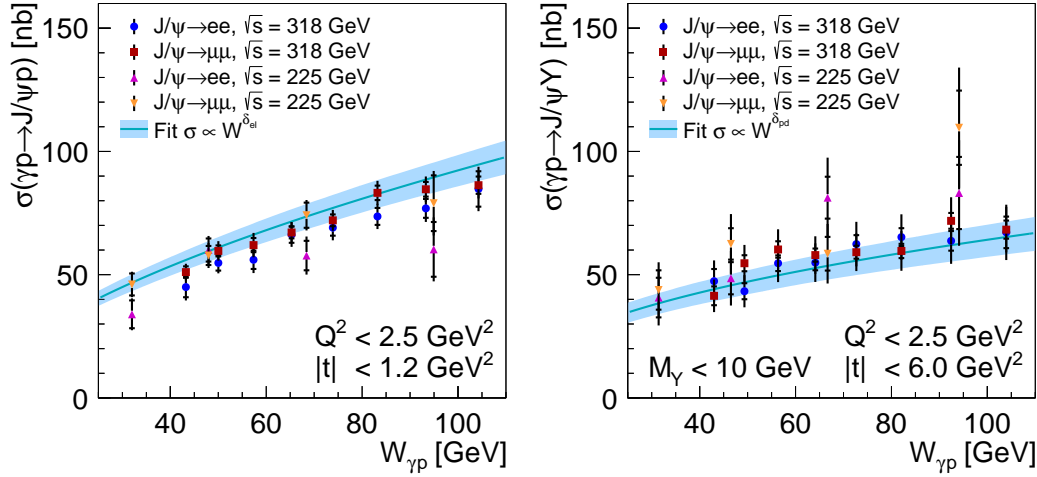 σ(γp→J/ψp) [nb]
150
100
50
0
J/ψ→ee, √s = 318 GeV
J/ψ→μμ, √s = 318 GeV
J/ψ→ee, √s = 225 GeV
J/ψ→μμ, √s = 225 GeV
Fit σ ∝ W^δ_el
Q² < 2.5 GeV²
|t| < 1.2 GeV²
40 60 80 100
W_γp [GeV]
σ(γp→J/ψY) [nb]
150
100
50
0
J/ψ→ee, √s = 318 GeV
J/ψ→μμ, √s = 318 GeV
J/ψ→ee, √s = 225 GeV
J/ψ→μμ, √s = 225 GeV
Fit σ ∝ W^δ_pd
Q² < 2.5 GeV²
M_Y < 10 GeV |t| < 6.0 GeV²
40 60 80 100
W_γp [GeV]